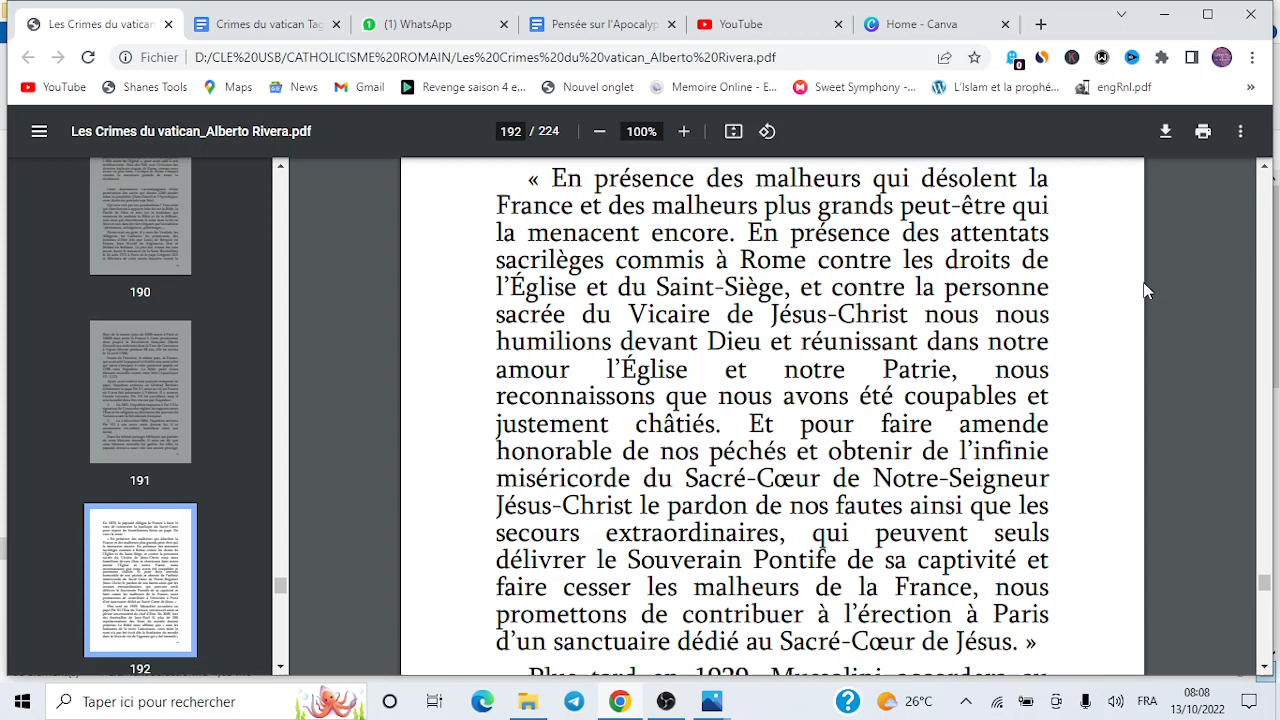 Les Crimes du vatican
Crimes du vatican Tag
(1) WhatsApp
Pensée sur l'Apocalyp
YouTube
Home - Canva
Fichier
D:/CLE%20USB/CATHOLICISME%20ROMAIN/Les%20Crimes%20du%20vatican_Alberto%20Rivera.pdf
YouTube
Shanes Tools
Maps
News
Gmail
Revenge saison 4 e...
Nouvel onglet
Memoire Online - E...
Sweet Symphony -...
L'Islam et la prophé...
engRnl.pdf
Les Crimes du vatican_Alberto Rivera.pdf
192 / 224
100%
190
191
192
« En présence des malheurs qui désolent la
France et des malheurs plus grands peut-être qui
la menacent encore. En présence des attentats
sacrilèges commis à Rome contre les droits de
l'Église et du Saint-Siège, et contre la personne
sacrée du Vicaire de Jésus-Christ nous nous
humilions devant Dieu et réunissant dans notre
amour l'Église et notre Patrie, nous
reconnaissons que nous avons été coupables et
justement châtiés. Et pour faire amende
honorable de nos péchés et obtenir de l'infinie
miséricorde du Sacré-Cœur de Notre-Seigneur
Jésus-Christ le pardon de nos fautes ainsi que les
secours extraordinaires, qui peuvent seuls
délivrer le Souverain Pontife de sa captivité et
faire cesser les malheurs de la France, nous
promettons de contribuer à l'érection à Paris
d'un sanctuaire dédié au Sacré-Cœur de Jésus. »
Plus tard en 1929, Mussolini accordera au
Taper ici pour rechercher
26°C
FRA
08:08
13/10/2022